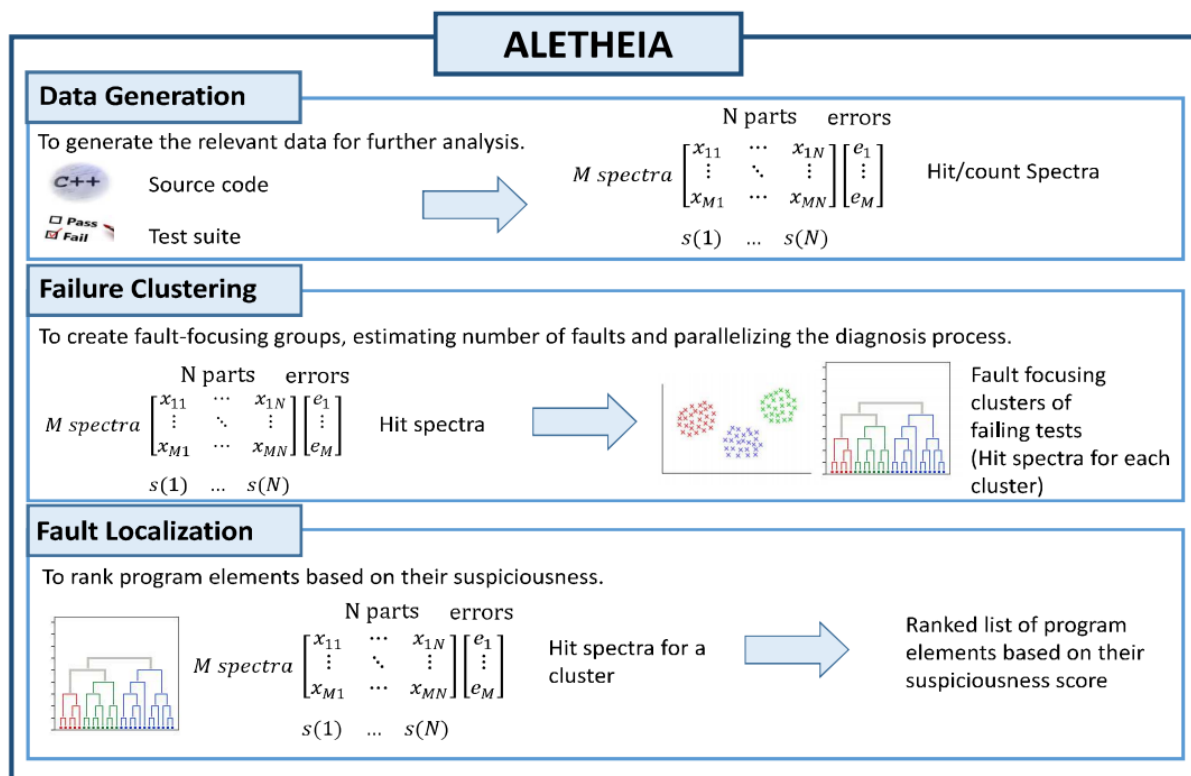 ALETHEIA
Data Generation
To generate the relevant data for further analysis.
C++
Source code
Pass
Fail
Test suite
N parts errors
M spectra [x₁₁ ⋯ x₁N] [e₁]
[⋮ ⋱ ⋮] [⋮]
[xM₁ ⋯ xMN] [eM]
s(1) … s(N)
Hit/count Spectra
Failure Clustering
To create fault-focusing groups, estimating number of faults and parallelizing the diagnosis process.
N parts errors
M spectra [x₁₁ ⋯ x₁N] [e₁]
[⋮ ⋱ ⋮] [⋮]
[xM₁ ⋯ xMN] [eM]
s(1) … s(N)
Hit spectra
Fault focusing
clusters of
failing tests
(Hit spectra for each
cluster)
Fault Localization
To rank program elements based on their suspiciousness.
N parts errors
M spectra [x₁₁ ⋯ x₁N] [e₁]
[⋮ ⋱ ⋮] [⋮]
[xM₁ ⋯ xMN] [eM]
s(1) … s(N)
Hit spectra for a
cluster
Ranked list of program
elements based on their
suspiciousness score